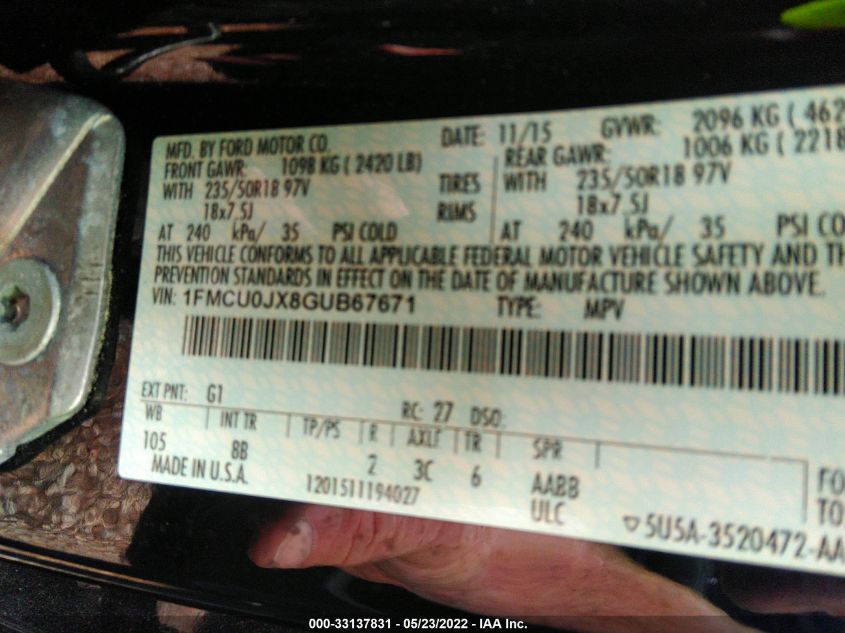 MFD. BY FORD MOTOR CO. DATE: 11/15 GVWR: 2096 KG ( 462
FRONT GAWR: 1098 KG ( 2420 LB) REAR GAWR: 1006 KG ( 2218
WITH 235/50R18 97V TIRES WITH 235/50R18 97V
18x7.5J RIMS 18x7.5J
AT 240 kPa/ 35 PSI COLD AT 240 kPa/ 35 PSI CO
THIS VEHICLE CONFORMS TO ALL APPLICABLE FEDERAL MOTOR VEHICLE SAFETY AND TH
PREVENTION STANDARDS IN EFFECT ON THE DATE OF MANUFACTURE SHOWN ABOVE.
VIN: 1FMCU0JX8GUB67671 TYPE: MPV
EXT PNT: G1 RC: 27 DSO:
WB INT TR TP/PS R AXLE TR SPR
105 BB 2 3C 6 AABB
MADE IN U.S.A. 1201511194027 ULC
FO
TO
5U5A-3520472-AA
000-33137831 - 05/23/2022 - IAA Inc.